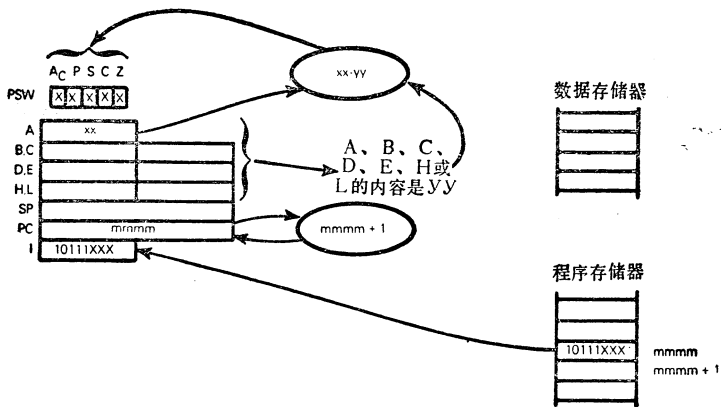 A_C P S C Z
PSW X X X X X
xx-yy
数据存储器
A xx
B.C
D.E
H.L
SP
PC mmmm
I 10111XXX
A、B、C、
D、E、H或
L的内容是yy
mmmm + 1
程序存储器
10111XXX mmmm
mmmm + 1